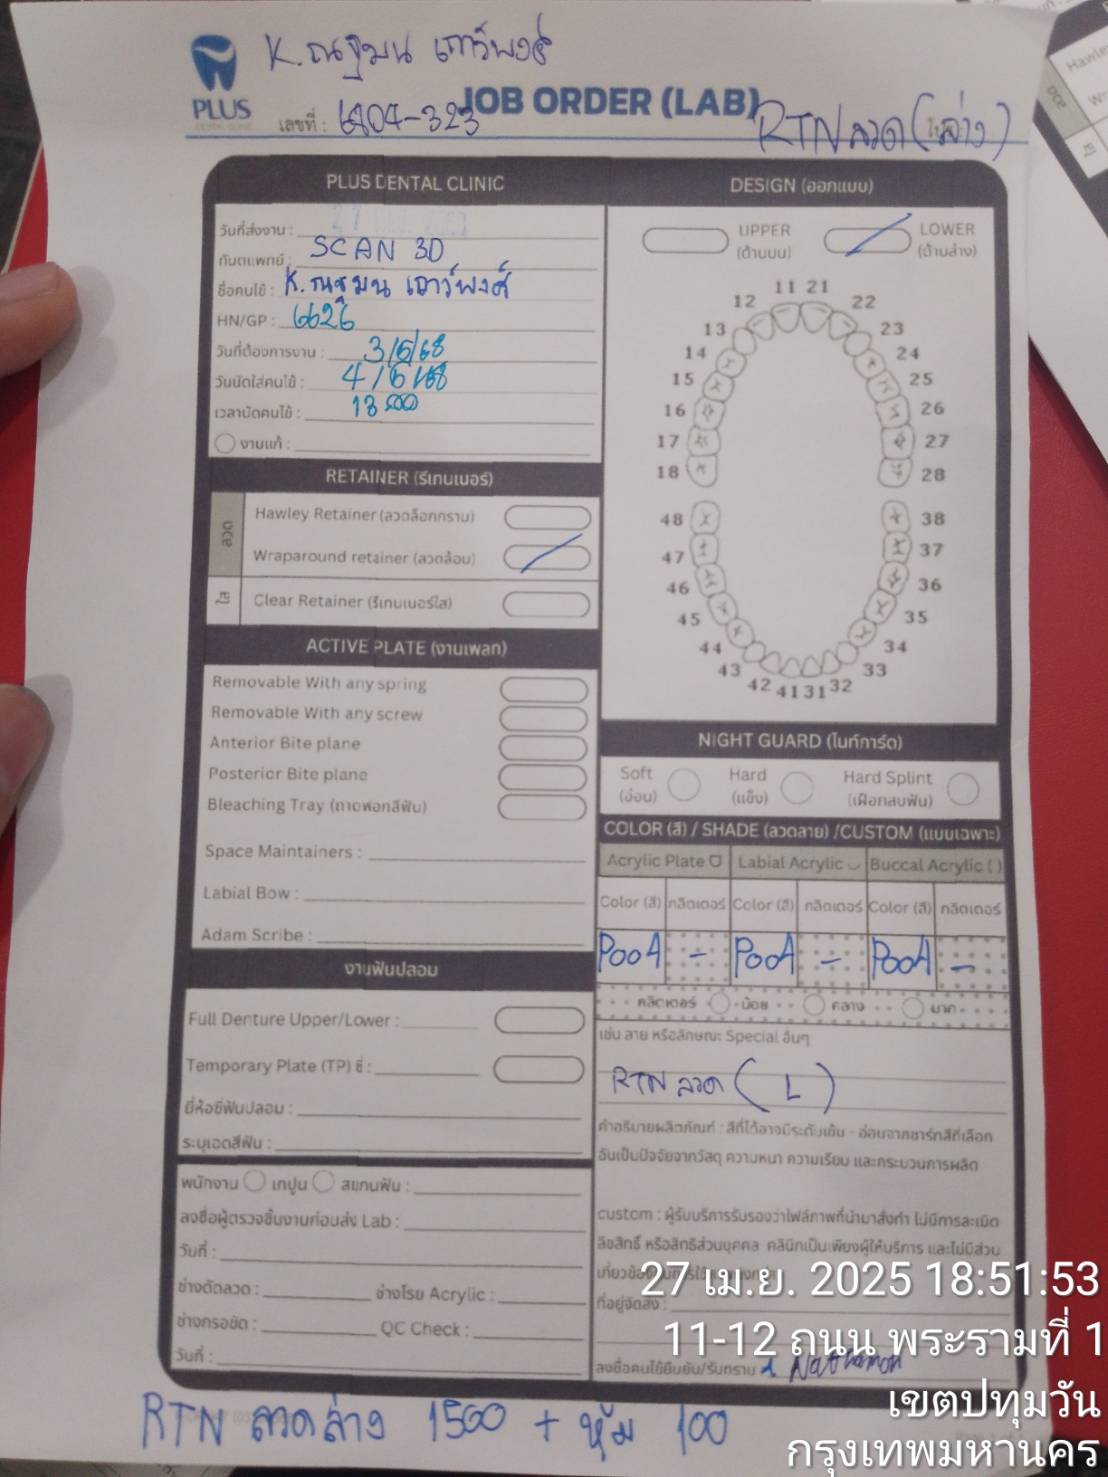 K. ณฐมน เถาว์พงศ์
PLUS
DENTAL CLINIC
JOB ORDER (LAB)
เลขที่ : 6804-323
RTN ลวด (ล่าง)
PLUS DENTAL CLINIC
วันที่ส่งงาน :
ทันตแพทย์ : SCAN 3D
ชื่อคนไข้ : K. ณฐมน เถาว์พงศ์
HN/GP : 6626
วันที่ต้องการงาน : 3/6/68
วันนัดใส่คนไข้ : 4/6/68
เวลานัดคนไข้ : 18:00
งานแก้ :
RETAINER (รีเทนเนอร์)
ลวด
Hawley Retainer (ลวดล็อกกราม)
Wraparound retainer (ลวดล้อม)
ใส
Clear Retainer (รีเทนเนอร์ใส)
ACTIVE PLATE (งานเพลท)
Removable With any spring
Removable With any screw
Anterior Bite plane
Posterior Bite plane
Bleaching Tray (ถาดฟอกสีฟัน)
Space Maintainers :
Labial Bow :
Adam Scribe :
งานฟันปลอม
Full Denture Upper/Lower :
Temporary Plate (TP) ซี่ :
ยี่ห้อซี่ฟันปลอม :
ระบุเฉดสีฟัน :
พนักงาน เทปูน สแกนฟัน :
ลงชื่อผู้ตรวจชิ้นงานก่อนส่ง Lab :
วันที่ :
ช่างดัดลวด : ช่างโรย Acrylic :
ช่างกรอขัด : QC Check :
วันที่ :
DESIGN (ออกแบบ)
UPPER LOWER
(ด้านบน) (ด้านล่าง)
11 21
12 22
13 23
14 24
15 25
16 26
17 27
18 28
48 38
47 37
46 36
45 35
44 34
43 33
42 41 31 32
NIGHT GUARD (ไนท์การ์ด)
Soft Hard Hard Splint
(อ่อน) (แข็ง) (เฝือกสบฟัน)
COLOR (สี) / SHADE (ลวดลาย) /CUSTOM (แบบเฉพาะ)
Acrylic Plate Labial Acrylic Buccal Acrylic ( )
Color (สี) กลิตเตอร์ Color (สี) กลิตเตอร์ Color (สี) กลิตเตอร์
P004 - P004 - P004 -
กลิตเตอร์ น้อย กลาง มาก
เช่น ลาย หรือลักษณะ Special อื่นๆ
RTN ลวด ( L )
คำอธิบายผลิตภัณฑ์ : สีที่ได้อาจมีระดับเข้ม - อ่อนจากชาร์ทสีที่เลือก
อันเป็นปัจจัยจากวัสดุ ความหนา ความเรียบ และกระบวนการผลิต
custom : ผู้รับบริการรับรองว่าไฟล์ภาพที่นำมาสั่งทำ ไม่มีการละเมิด
ลิขสิทธิ์ หรือสิทธิส่วนบุคคล คลินิกเป็นเพียงผู้ให้บริการ และไม่มีส่วน
ที่อยู่จัดส่ง :
ลงชื่อคนไข้ยืนยัน/รับทราบ Nathamon
RTN ลวดล่าง 1500 + หุ้ม 100
27 เม.ย. 2025 18:51:53
11-12 ถนน พระรามที่ 1
เขตปทุมวัน
กรุงเทพมหานคร